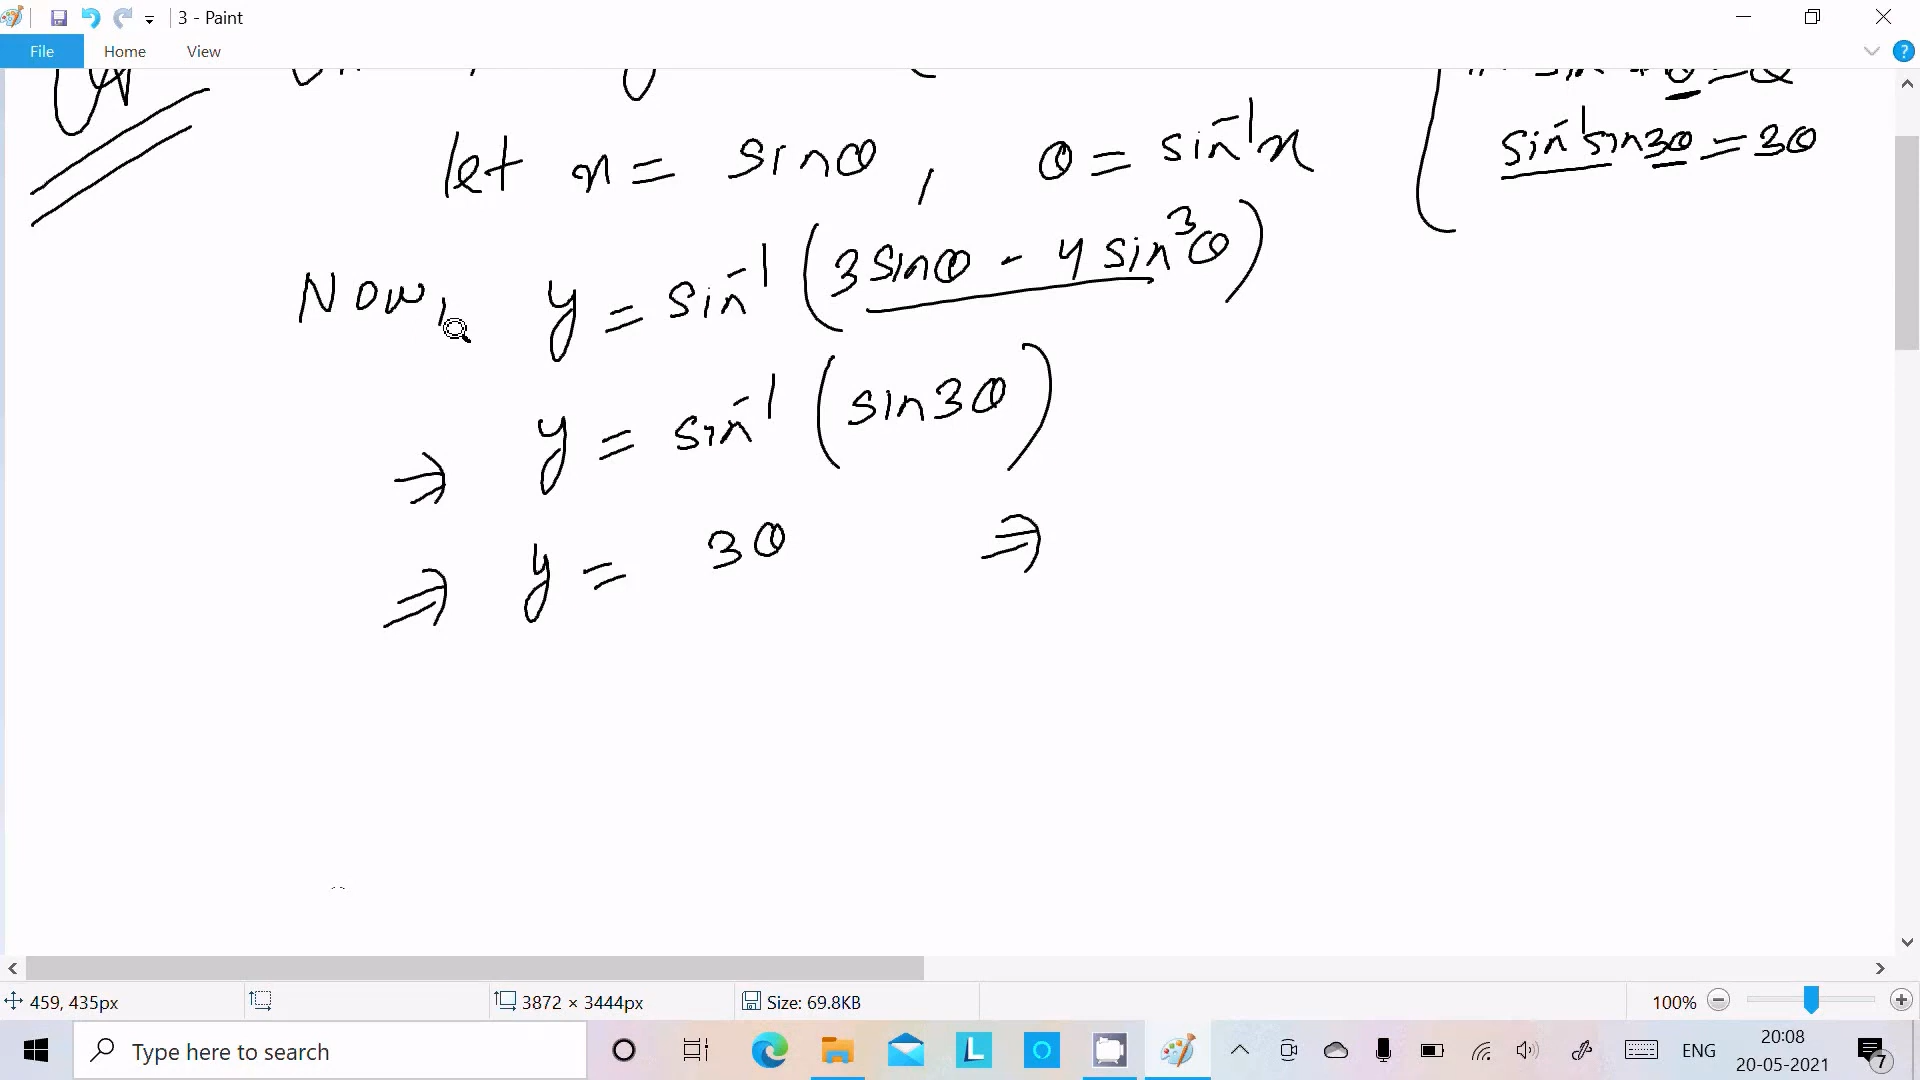 3 - Paint
File Home View
let x = sinθ , θ = sin⁻¹x
sin⁻¹sin3θ = 3θ
Now, y = sin⁻¹ (3sinθ - 4sin³θ)
⇒ y = sin⁻¹ (sin3θ)
⇒ y = 3θ ⇒
459, 435px
3872 × 3444px
Size: 69.8KB
100%
Type here to search
ENG
20:08
20-05-2021
7